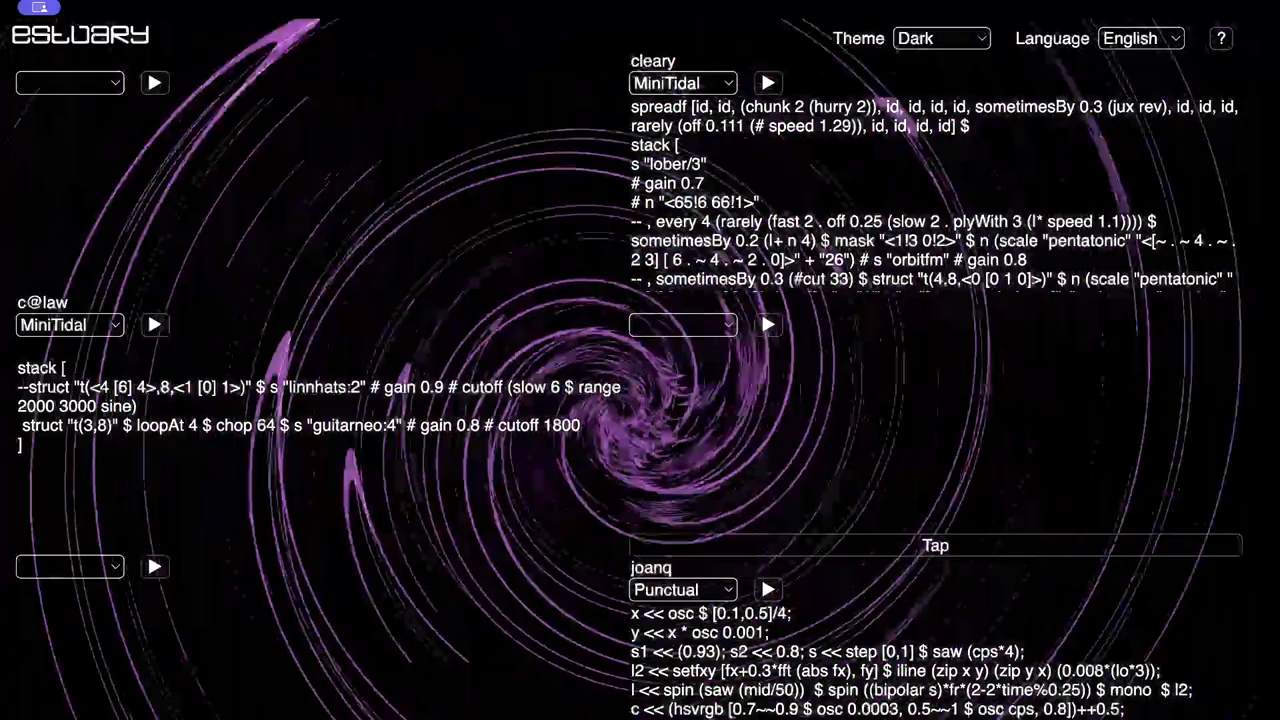 estuary
Theme Dark Language English ?
cleary
MiniTidal
spreadf [id, id, (chunk 2 (hurry 2)), id, id, id, id, sometimesBy 0.3 (jux rev), id, id, id,
rarely (off 0.111 (# speed 1.29)), id, id, id, id] $
stack [
s "lober/3"
# gain 0.7
# n "<65!6 66!1>"
-- , every 4 (rarely (fast 2 . off 0.25 (slow 2 . plyWith 3 (|* speed 1.1)))) $
sometimesBy 0.2 (|+ n 4) $ mask "<1!3 0!2>" $ n (scale "pentatonic" "<[~ . ~ 4 . ~ .
2 3] [ 6 . ~ 4 . ~ 2 . 0]>" + "26") # s "orbitfm" # gain 0.8
-- , sometimesBy 0.3 (#cut 33) $ struct "t(4,8,<0 [0 1 0]>)" $ n (scale "pentatonic" "
c@law
MiniTidal
stack [
--struct "t(<4 [6] 4>,8,<1 [0] 1>)" $ s "linnhats:2" # gain 0.9 # cutoff (slow 6 $ range
2000 3000 sine)
struct "t(3,8)" $ loopAt 4 $ chop 64 $ s "guitarneo:4" # gain 0.8 # cutoff 1800
]
Tap
joanq
Punctual
x << osc $ [0.1,0.5]/4;
y << x * osc 0.001;
s1 << (0.93); s2 << 0.8; s << step [0,1] $ saw (cps*4);
l2 << setfxy [fx+0.3*fft (abs fx), fy] $ iline (zip x y) (zip y x) (0.008*(lo*3));
l << spin (saw (mid/50)) $ spin ((bipolar s)*fr*(2-2*time%0.25)) $ mono $ l2;
c << (hsvrgb [0.7~~0.9 $ osc 0.0003, 0.5~~1 $ osc cps, 0.8])++0.5;